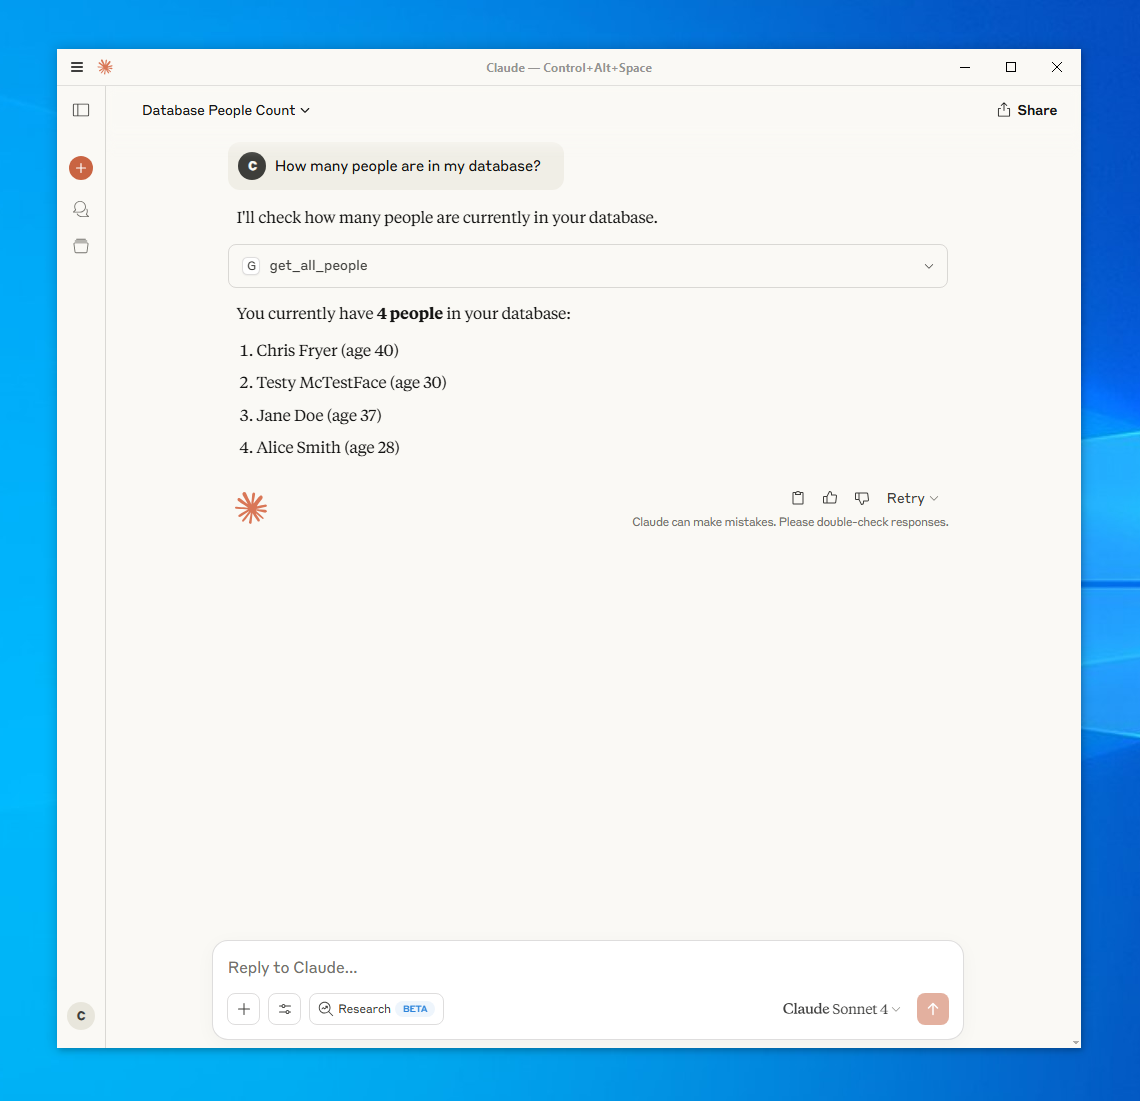 Claude — Control+Alt+Space
Database People Count
Share
C How many people are in my database?
I'll check how many people are currently in your database.
G get_all_people
You currently have 4 people in your database:
1. Chris Fryer (age 40)
2. Testy McTestFace (age 30)
3. Jane Doe (age 37)
4. Alice Smith (age 28)
Retry
Claude can make mistakes. Please double-check responses.
Reply to Claude...
Research BETA
Claude Sonnet 4
C